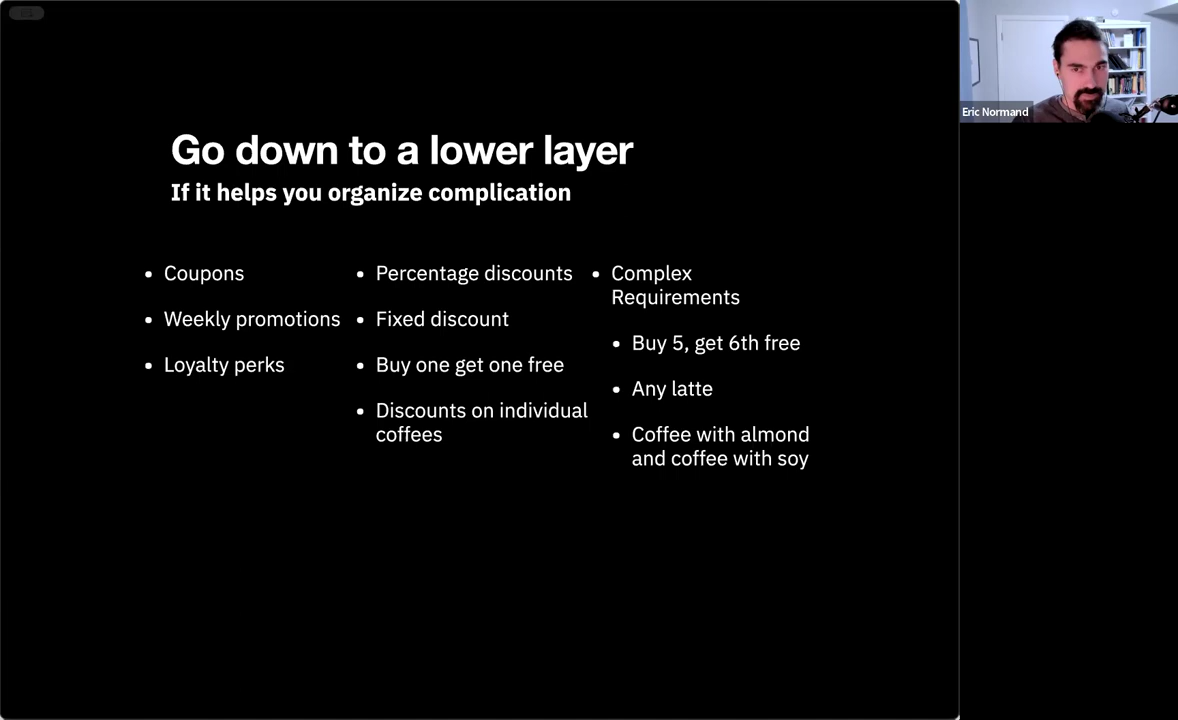 Go down to a lower layer
If it helps you organize complication
• Coupons
• Weekly promotions
• Loyalty perks
• Percentage discounts
• Fixed discount
• Buy one get one free
• Discounts on individual
coffees
• Complex
Requirements
• Buy 5, get 6th free
• Any latte
• Coffee with almond
and coffee with soy
Eric Normand